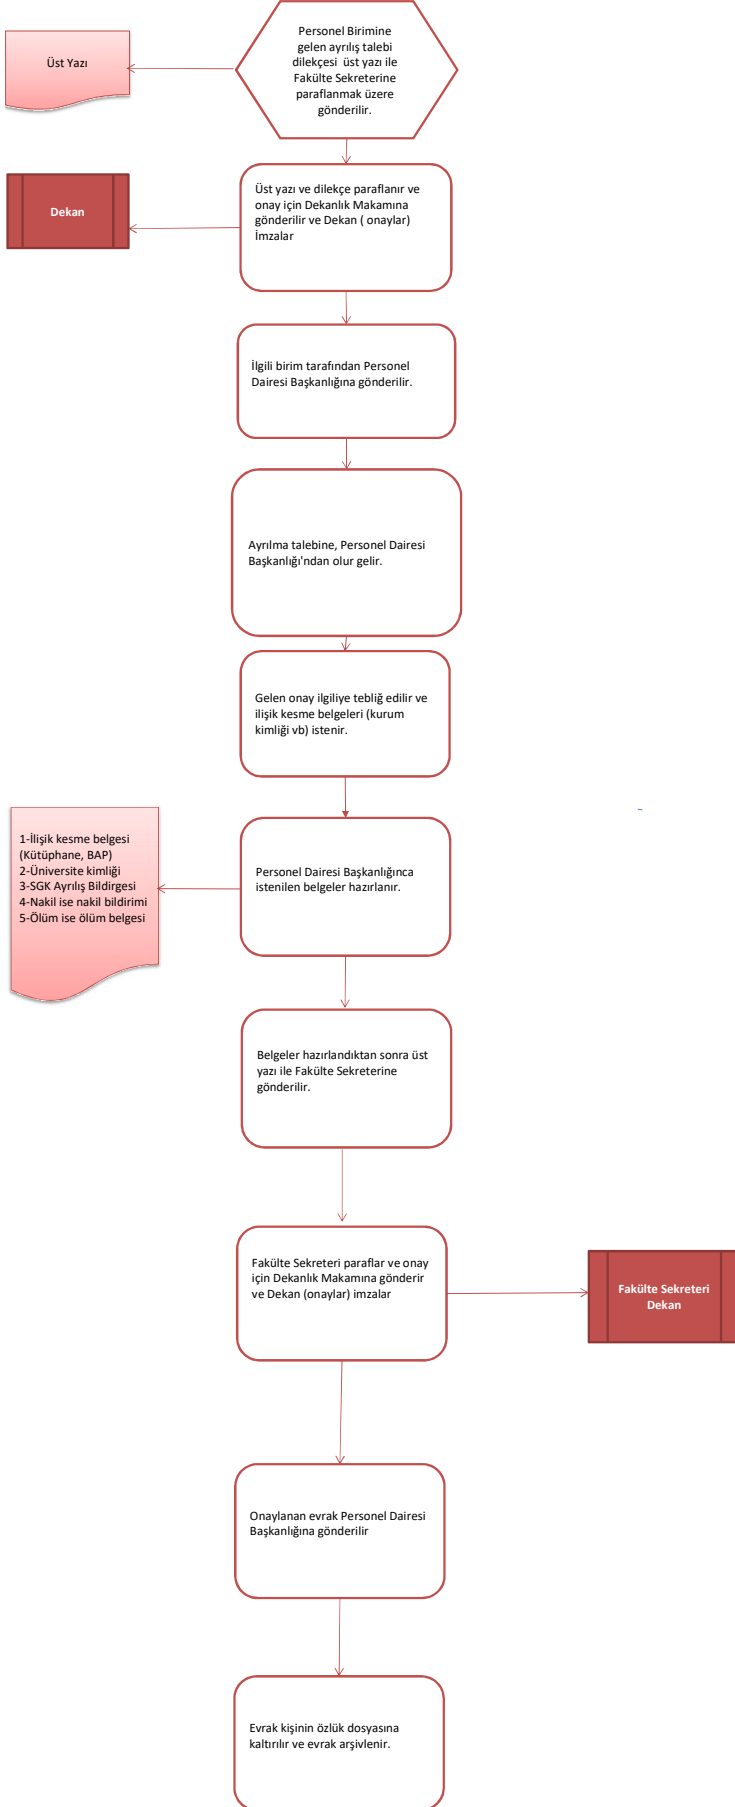 Personel Birimine
gelen ayrılış talebi
dilekçesi üst yazı ile
Fakülte Sekreterine
paraflanmak üzere
gönderilir.
Üst Yazı
Üst yazı ve dilekçe paraflanır ve
onay için Dekanlık Makamına
gönderilir ve Dekan ( onaylar)
İmzalar
Dekan
İlgili birim tarafından Personel
Dairesi Başkanlığına gönderilir.
Ayrılma talebine, Personel Dairesi
Başkanlığı'ndan olur gelir.
Gelen onay ilgiliye tebliğ edilir ve
ilişik kesme belgeleri (kurum
kimliği vb) istenir.
~
1-İlişik kesme belgesi
(Kütüphane, BAP)
2-Üniversite kimliği
3-SGK Ayrılış Bildirgesi
4-Nakil ise nakil bildirimi
5-Ölüm ise ölüm belgesi
Personel Dairesi Başkanlığınca
istenilen belgeler hazırlanır.
Belgeler hazırlandıktan sonra üst
yazı ile Fakülte Sekreterine
gönderilir.
Fakülte Sekreteri paraflar ve onay
için Dekanlık Makamına gönderir
ve Dekan (onaylar) imzalar
Fakülte Sekreteri
Dekan
Onaylanan evrak Personel Dairesi
Başkanlığına gönderilir
Evrak kişinin özlük dosyasına
kaltırılır ve evrak arşivlenir.